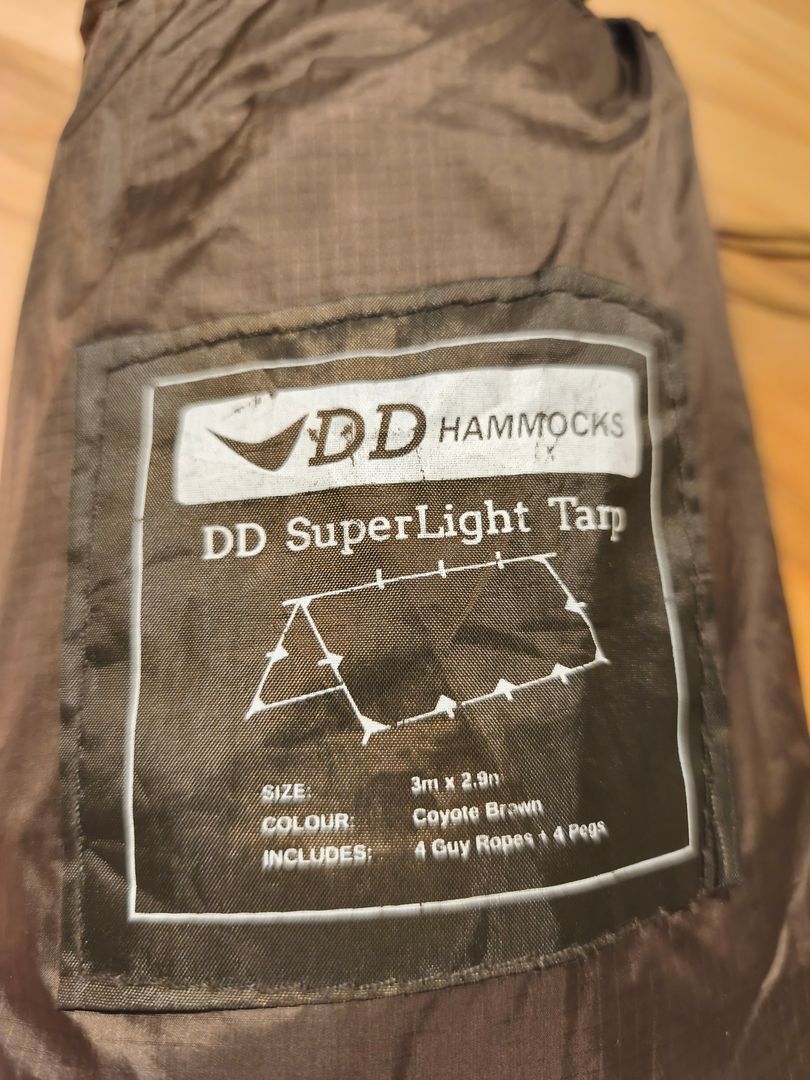 DD HAMMOCKS
DD SuperLight Tarp
SIZE: 3m x 2.9m
COLOUR: Coyote Brown
INCLUDES: 4 Guy Ropes + 4 Pegs